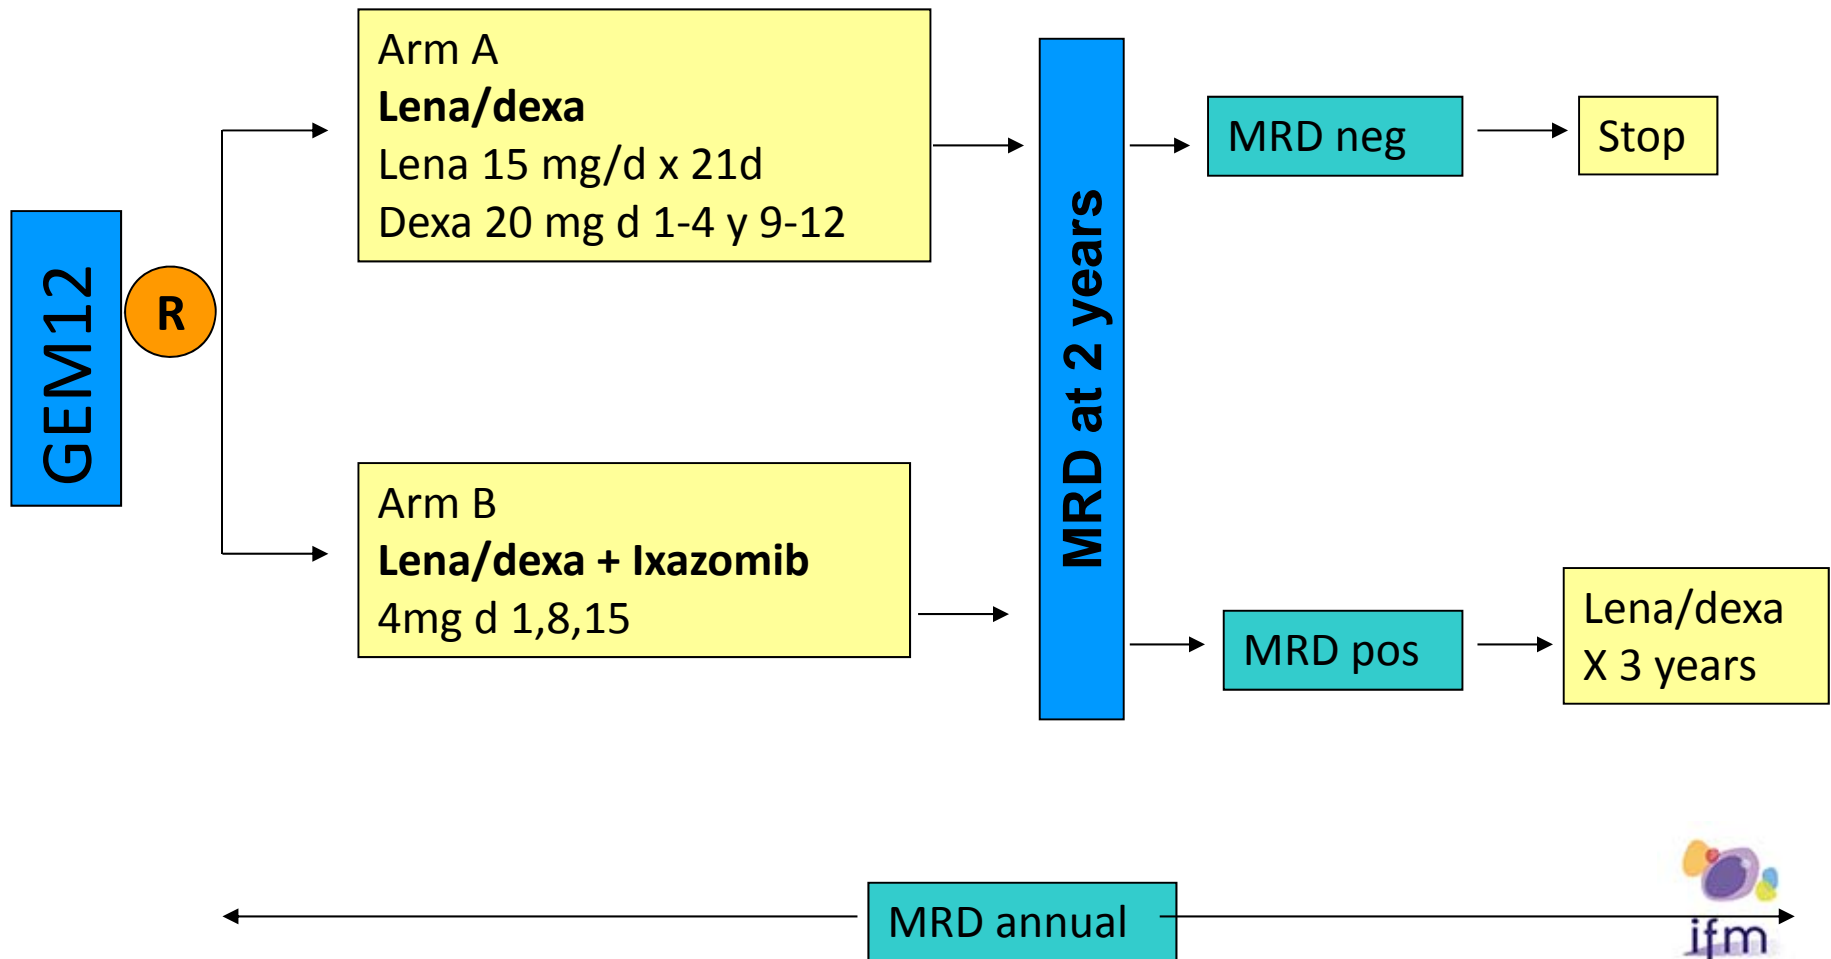 GEM12
R
Arm A
Lena/dexa
Lena 15 mg/d x 21d
Dexa 20 mg d 1-4 y 9-12
Arm B
Lena/dexa + Ixazomib
4mg d 1,8,15
MRD at 2 years
MRD neg
Stop
MRD pos
Lena/dexa
X 3 years
MRD annual
ifm